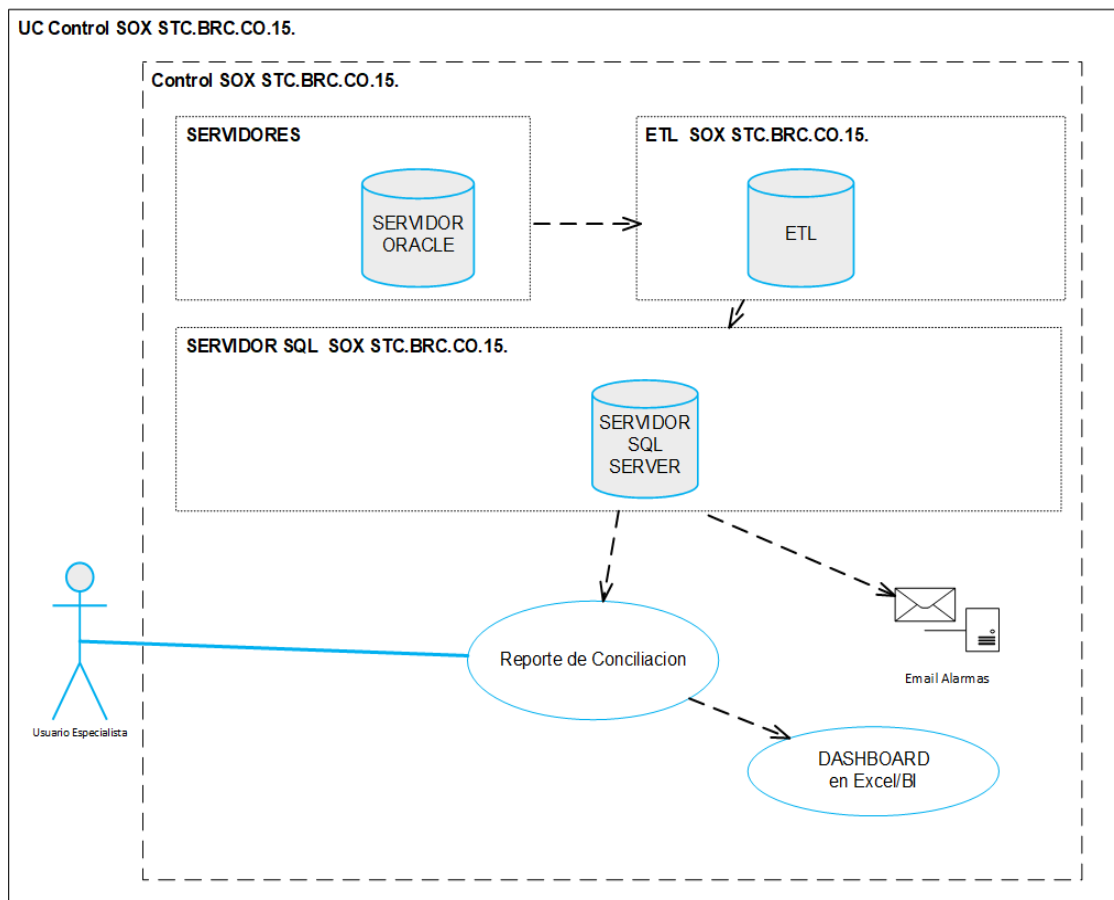 UC Control SOX STC.BRC.CO.15.
Control SOX STC.BRC.CO.15.
SERVIDORES
SERVIDOR
ORACLE
ETL  SOX STC.BRC.CO.15.
ETL
SERVIDOR SQL  SOX STC.BRC.CO.15.
SERVIDOR
SQL
SERVER
Usuario Especialista
Reporte de Conciliacion
Email Alarmas
DASHBOARD
en Excel/BI